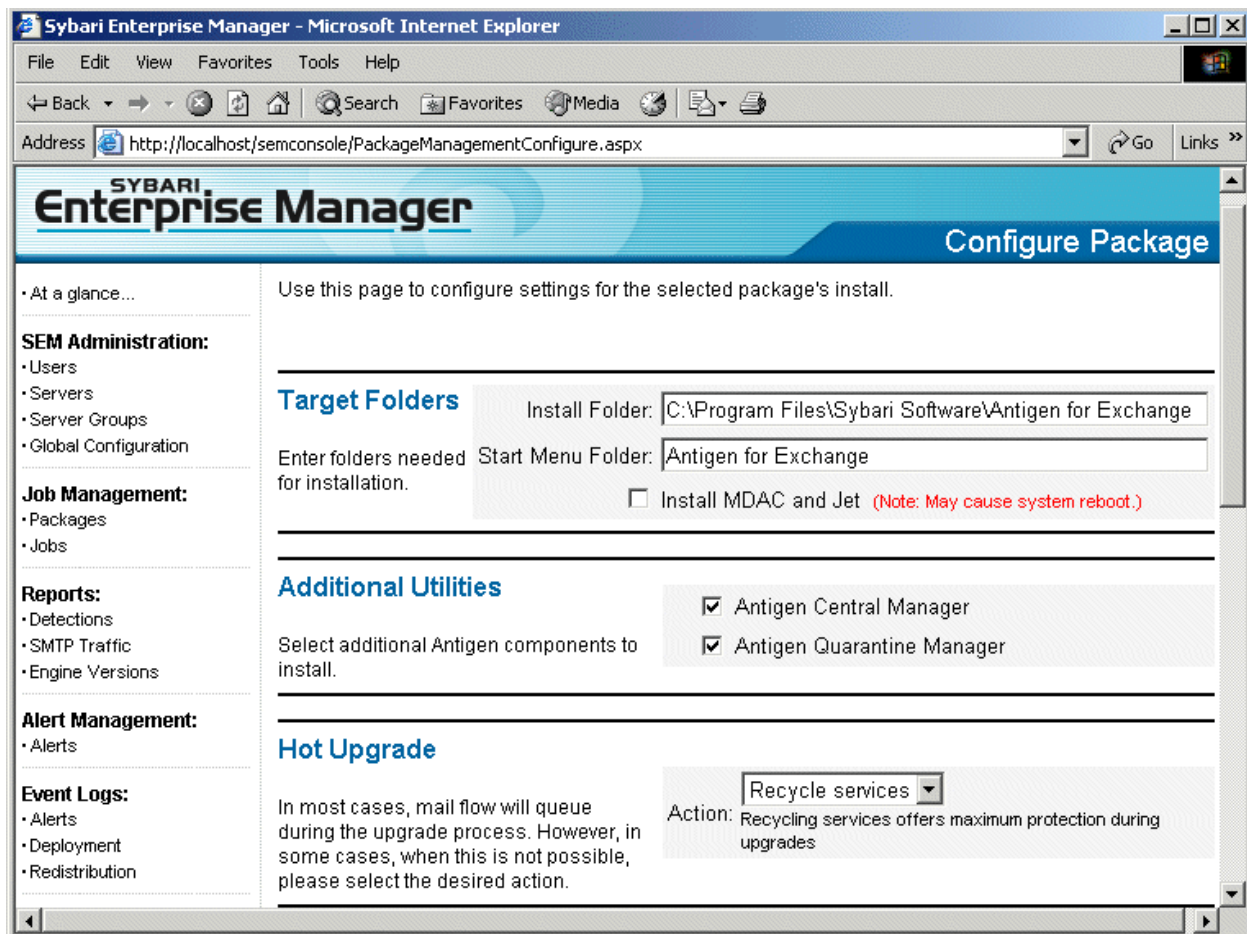 Sybari Enterprise Manager - Microsoft Internet Explorer
File Edit View Favorites Tools Help
Back Search Favorites Media
Address http://localhost/semconsole/PackageManagementConfigure.aspx Go Links »
SYBARI
Enterprise Manager
Configure Package
· At a glance...
SEM Administration:
· Users
· Servers
· Server Groups
· Global Configuration
Job Management:
· Packages
· Jobs
Reports:
· Detections
· SMTP Traffic
· Engine Versions
Alert Management:
· Alerts
Event Logs:
· Alerts
· Deployment
· Redistribution
Use this page to configure settings for the selected package's install.
Target Folders
Enter folders needed
for installation.
Install Folder: C:\Program Files\Sybari Software\Antigen for Exchange
Start Menu Folder: Antigen for Exchange
Install MDAC and Jet (Note: May cause system reboot.)
Additional Utilities
Select additional Antigen components to
install.
Antigen Central Manager
Antigen Quarantine Manager
Hot Upgrade
In most cases, mail flow will queue
during the upgrade process. However, in
some cases, when this is not possible,
please select the desired action.
Action: Recycle services
Recycling services offers maximum protection during
upgrades